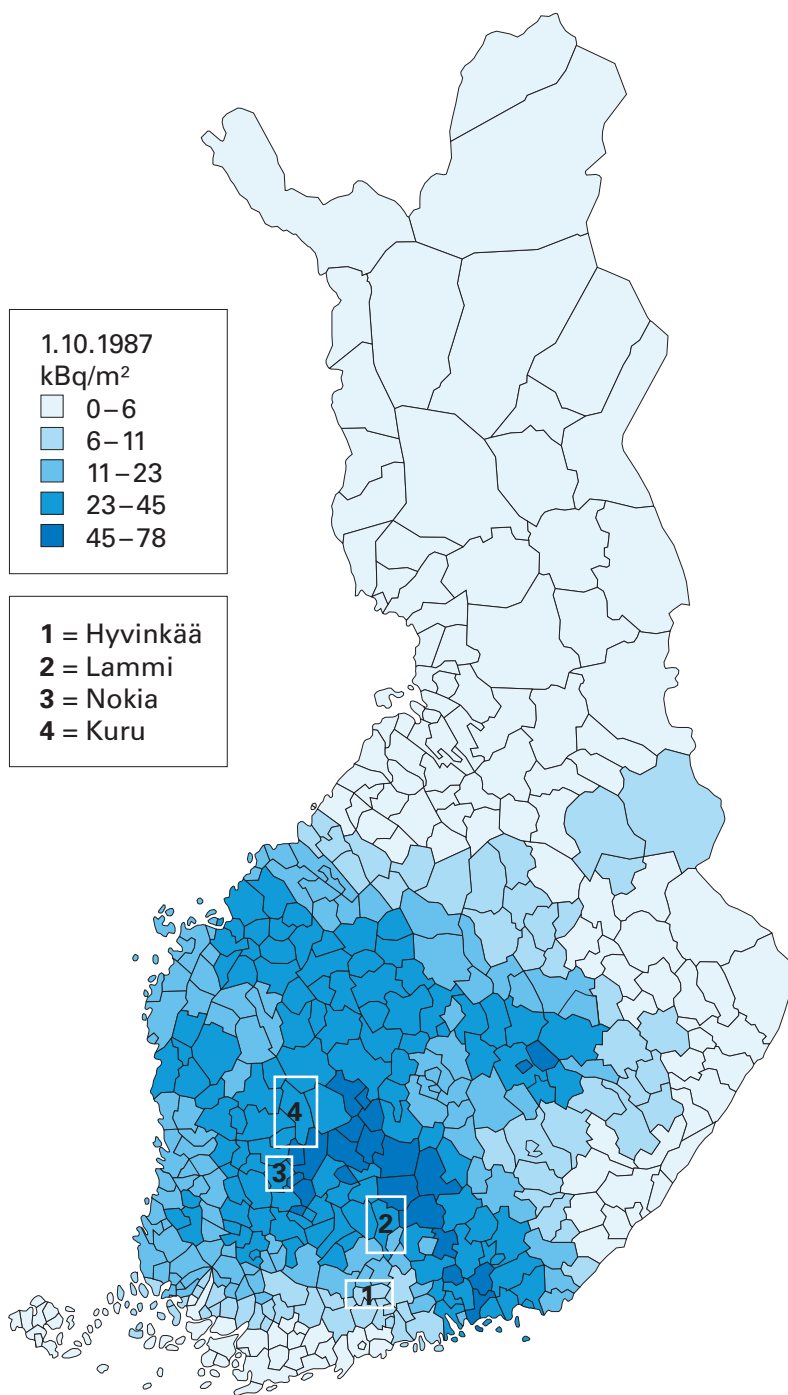 1.10.1987
kBq/m²
0–6
6–11
11–23
23–45
45–78
1 = Hyvinkää
2 = Lammi
3 = Nokia
4 = Kuru
4
3
2
1